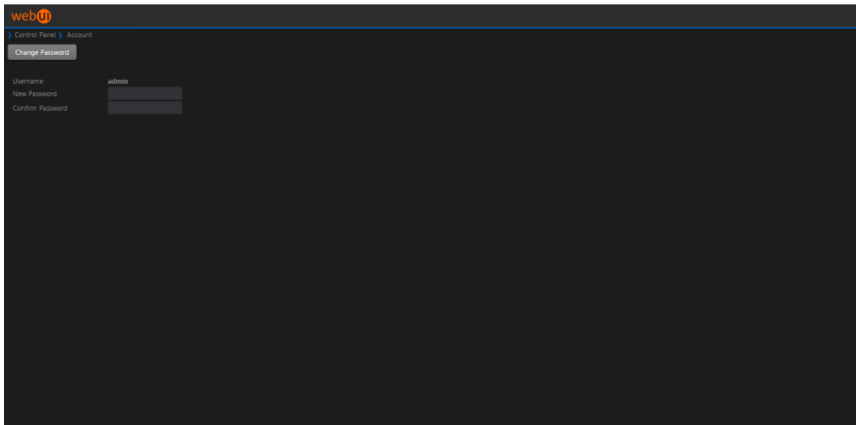 webUI
❯ Control Panel ❯ Account
Change Password
Username admin
New Password
Confirm Password